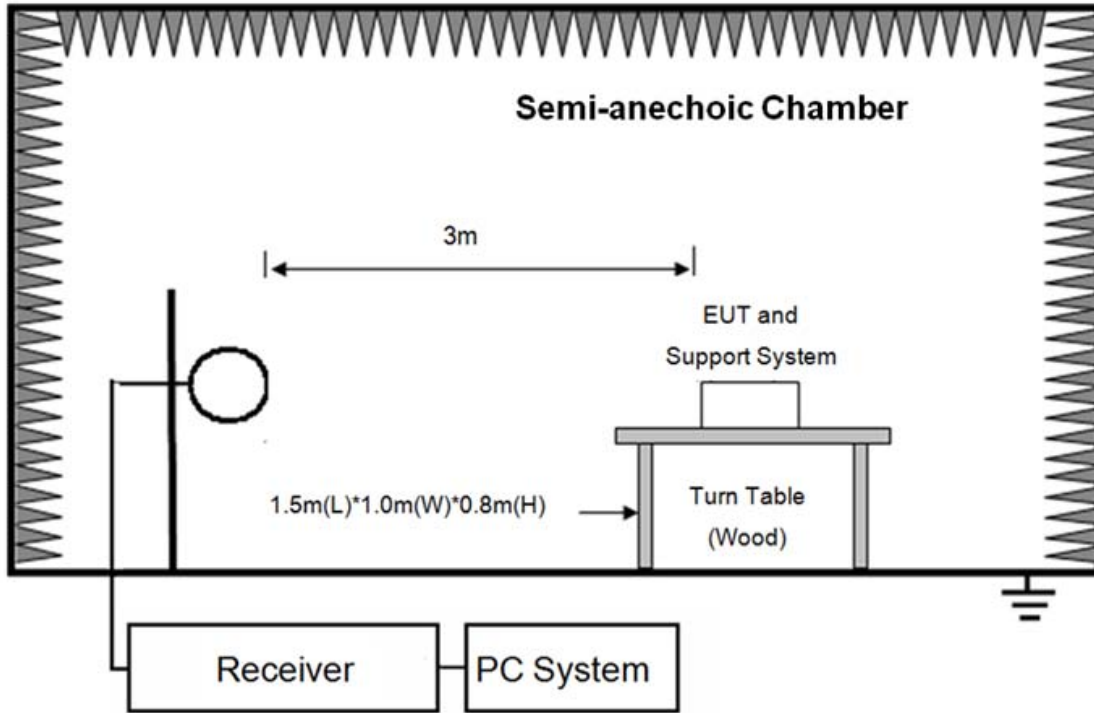 Semi-anechoic Chamber
3m
EUT and
Support System
1.5m(L)*1.0m(W)*0.8m(H)
Turn Table
(Wood)
Receiver
PC System